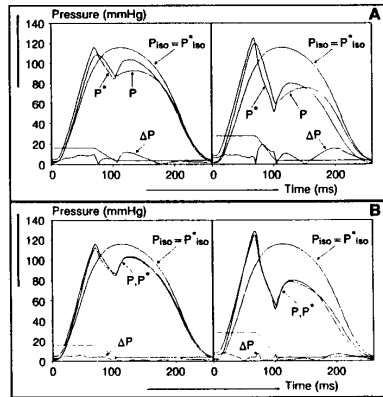 Pressure (mmHg)
A
120
100
80
60
40
20
0
Piso = P*iso
P*
P
ΔP
Piso = P*iso
P*
P
ΔP
0
100
200
0
100
200
Time (ms)
Pressure (mmHg)
B
140
120
100
80
60
40
20
0
Piso = P*iso
P,P*
ΔP
Piso = P*iso
P,P*
ΔP
0
100
200
0
100
200
Time (ms)